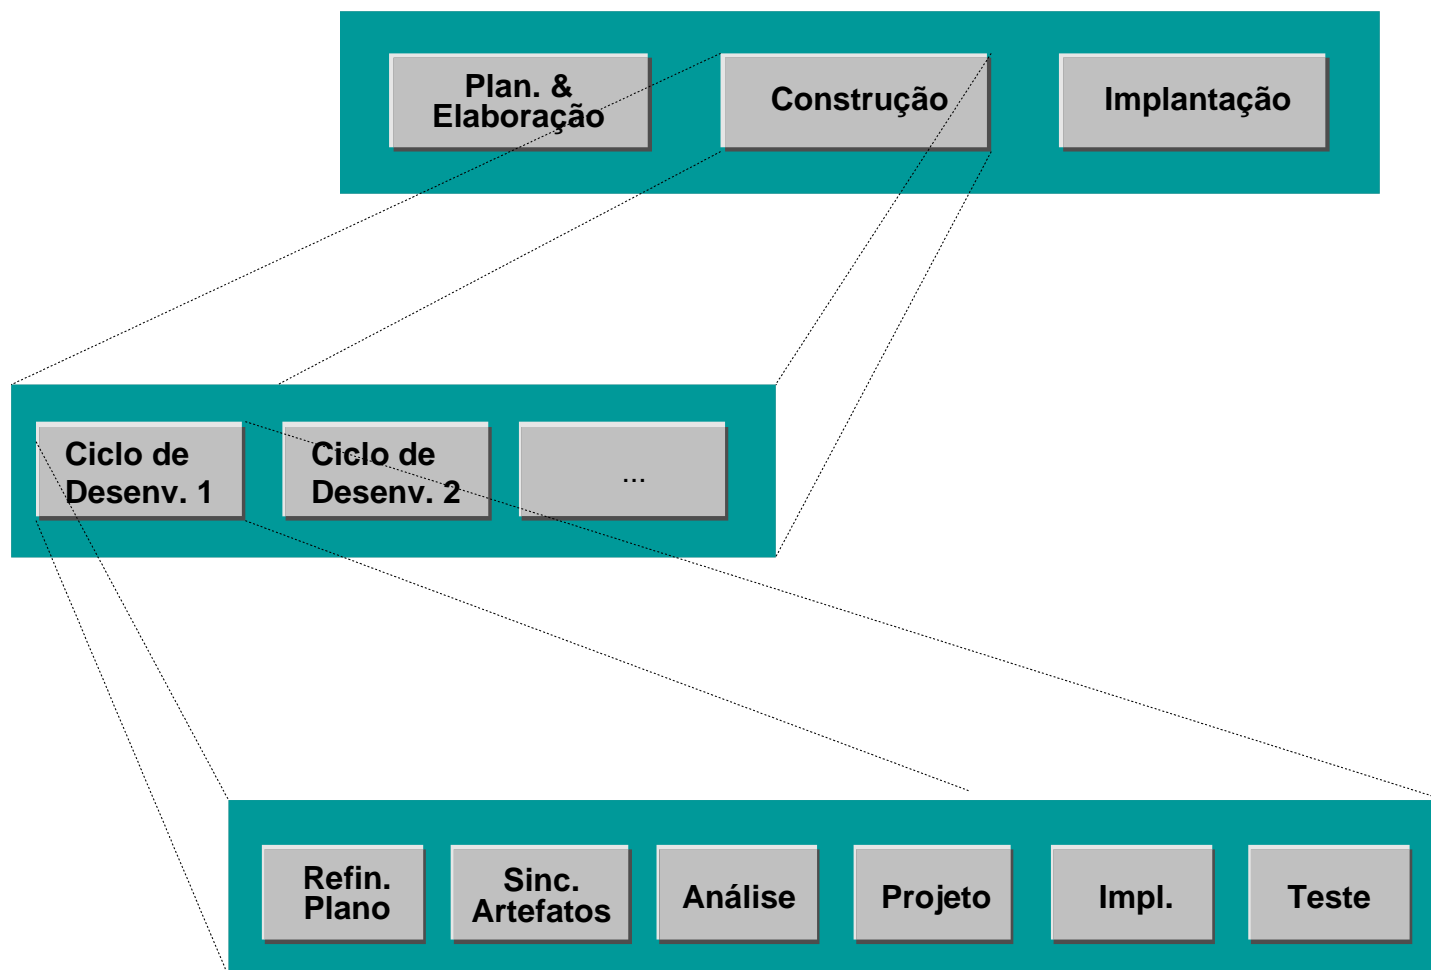 Plan. &
Elaboração
Construção
Implantação
Ciclo de
Desenv. 1
Ciclo de
Desenv. 2
...
Refin.
Plano
Sinc.
Artefatos
Análise
Projeto
Impl.
Teste